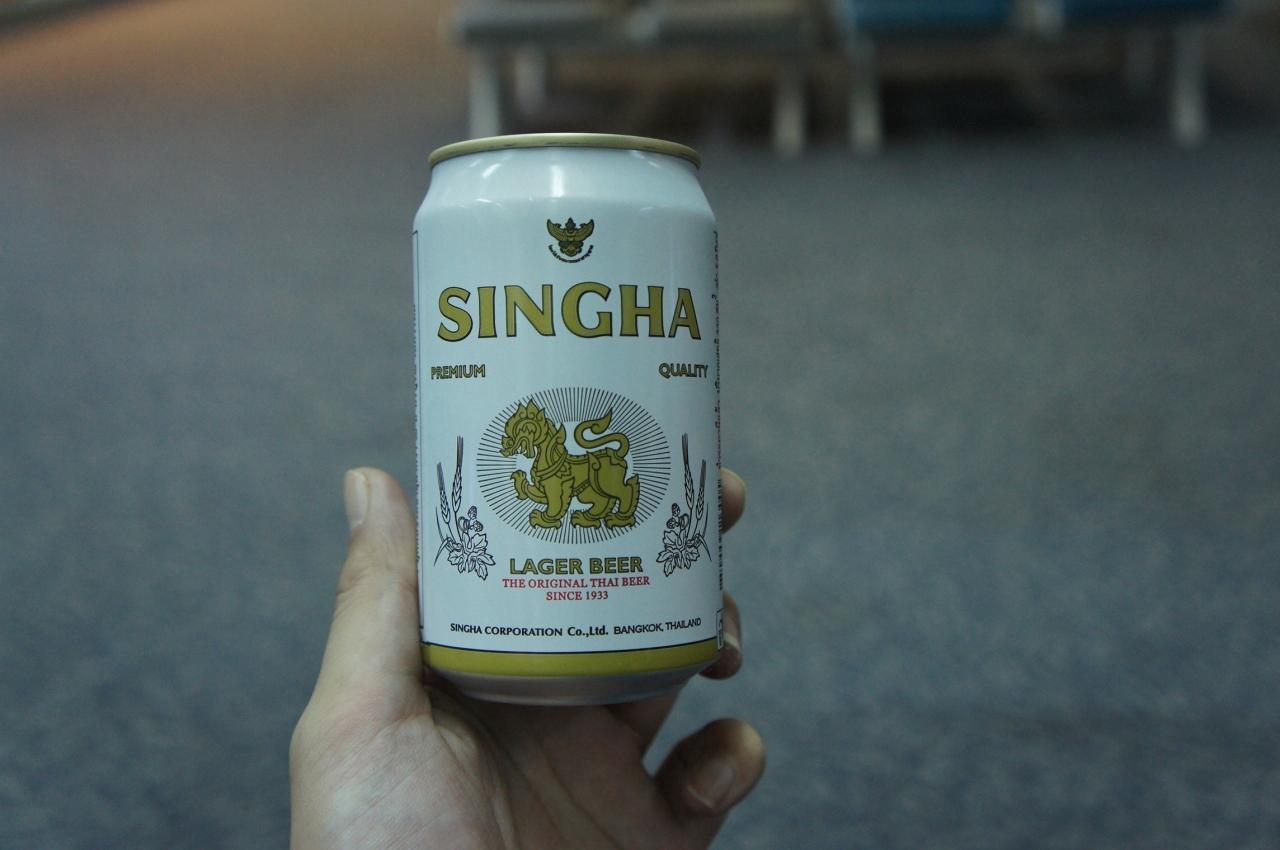 SINGHA
PREMIUM QUALITY
LAGER BEER
THE ORIGINAL THAI BEER
SINCE 1933
SINGHA CORPORATION Co.,Ltd. BANGKOK, THAILAND